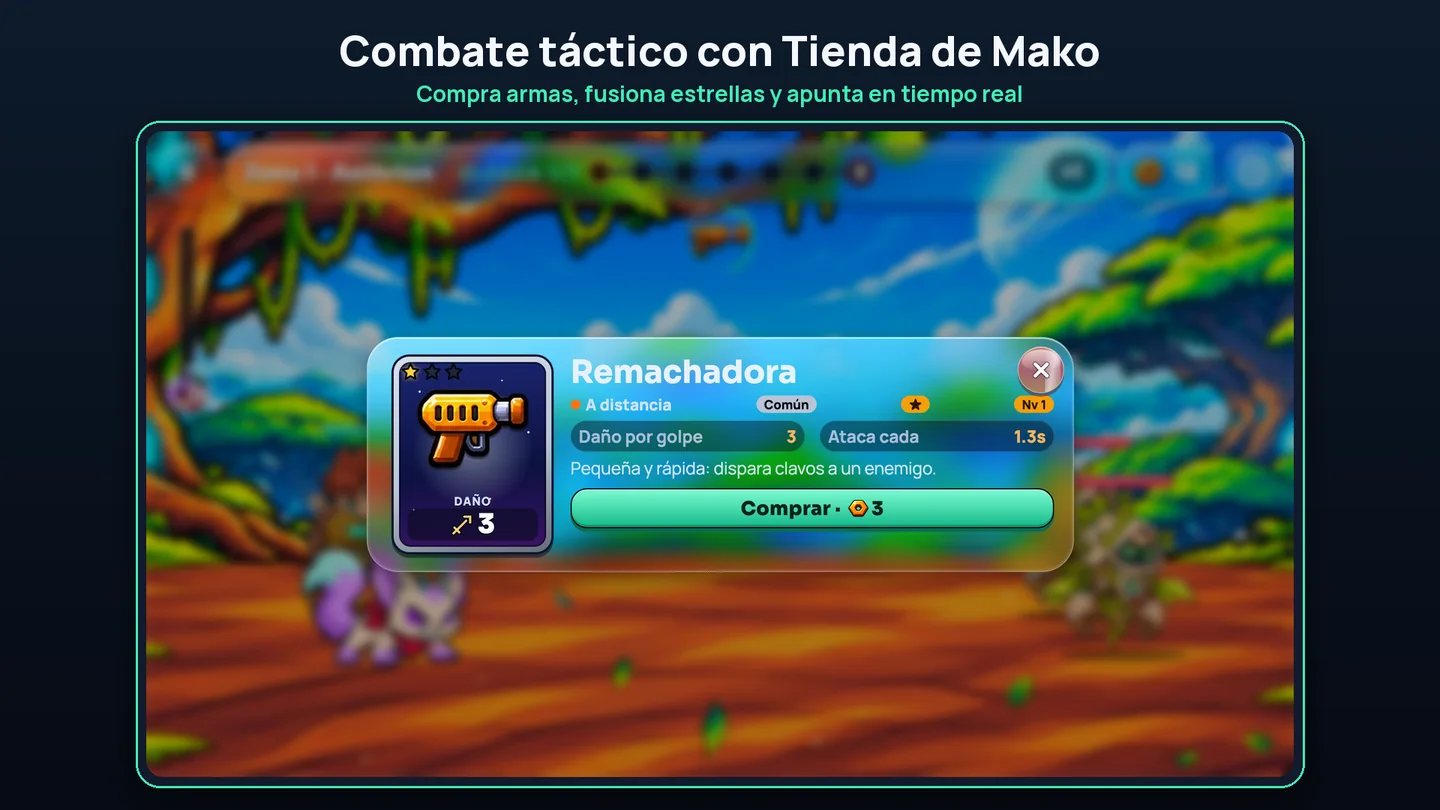 Combate táctico con Tienda de Mako
Compra armas, fusiona estrellas y apunta en tiempo real
Remachadora
A distancia
Común
Nv 1
Daño por golpe 3
Ataca cada 1.3s
Pequeña y rápida: dispara clavos a un enemigo.
DAÑO
3
Comprar · 3